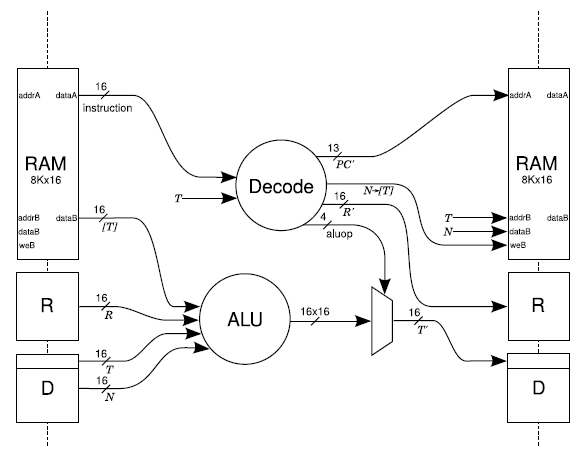 addrA
dataA
16
instruction
RAM
8Kx16
addrB
dataB
dataB
weB
16
[T]
R
16
R
D
16
T
16
N
T
Decode
13
PC′
N→[T]
16
R′
4
aluop
ALU
16x16
16
T′
addrA
dataA
RAM
8Kx16
T
addrB
dataB
N
dataB
weB
R
D